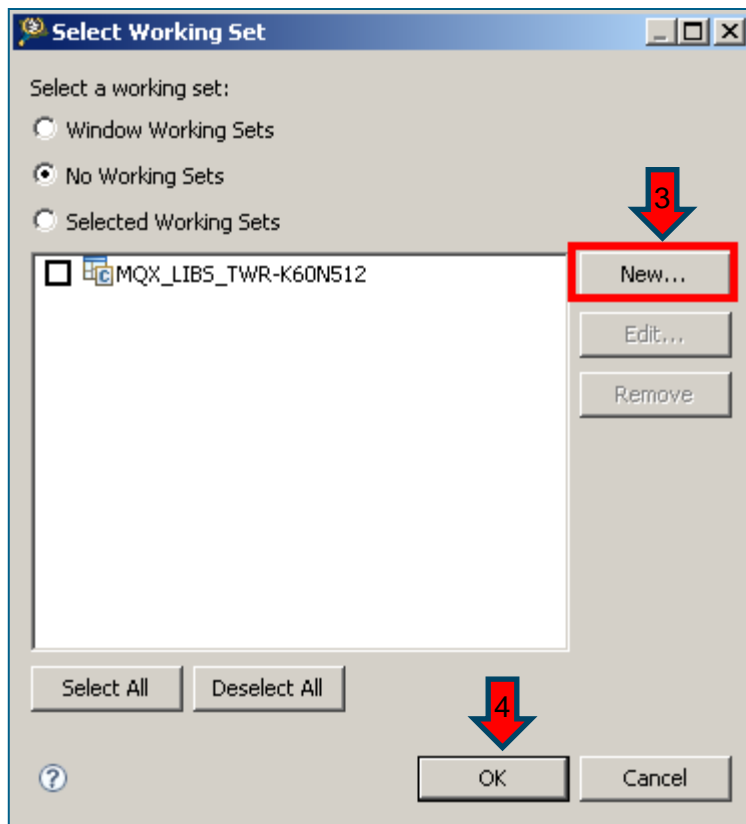 Select Working Set
Select a working set:
Window Working Sets
No Working Sets
Selected Working Sets
3
MQX_LIBS_TWR-K60N512
New...
Edit...
Remove
Select All
Deselect All
4
?
OK
Cancel